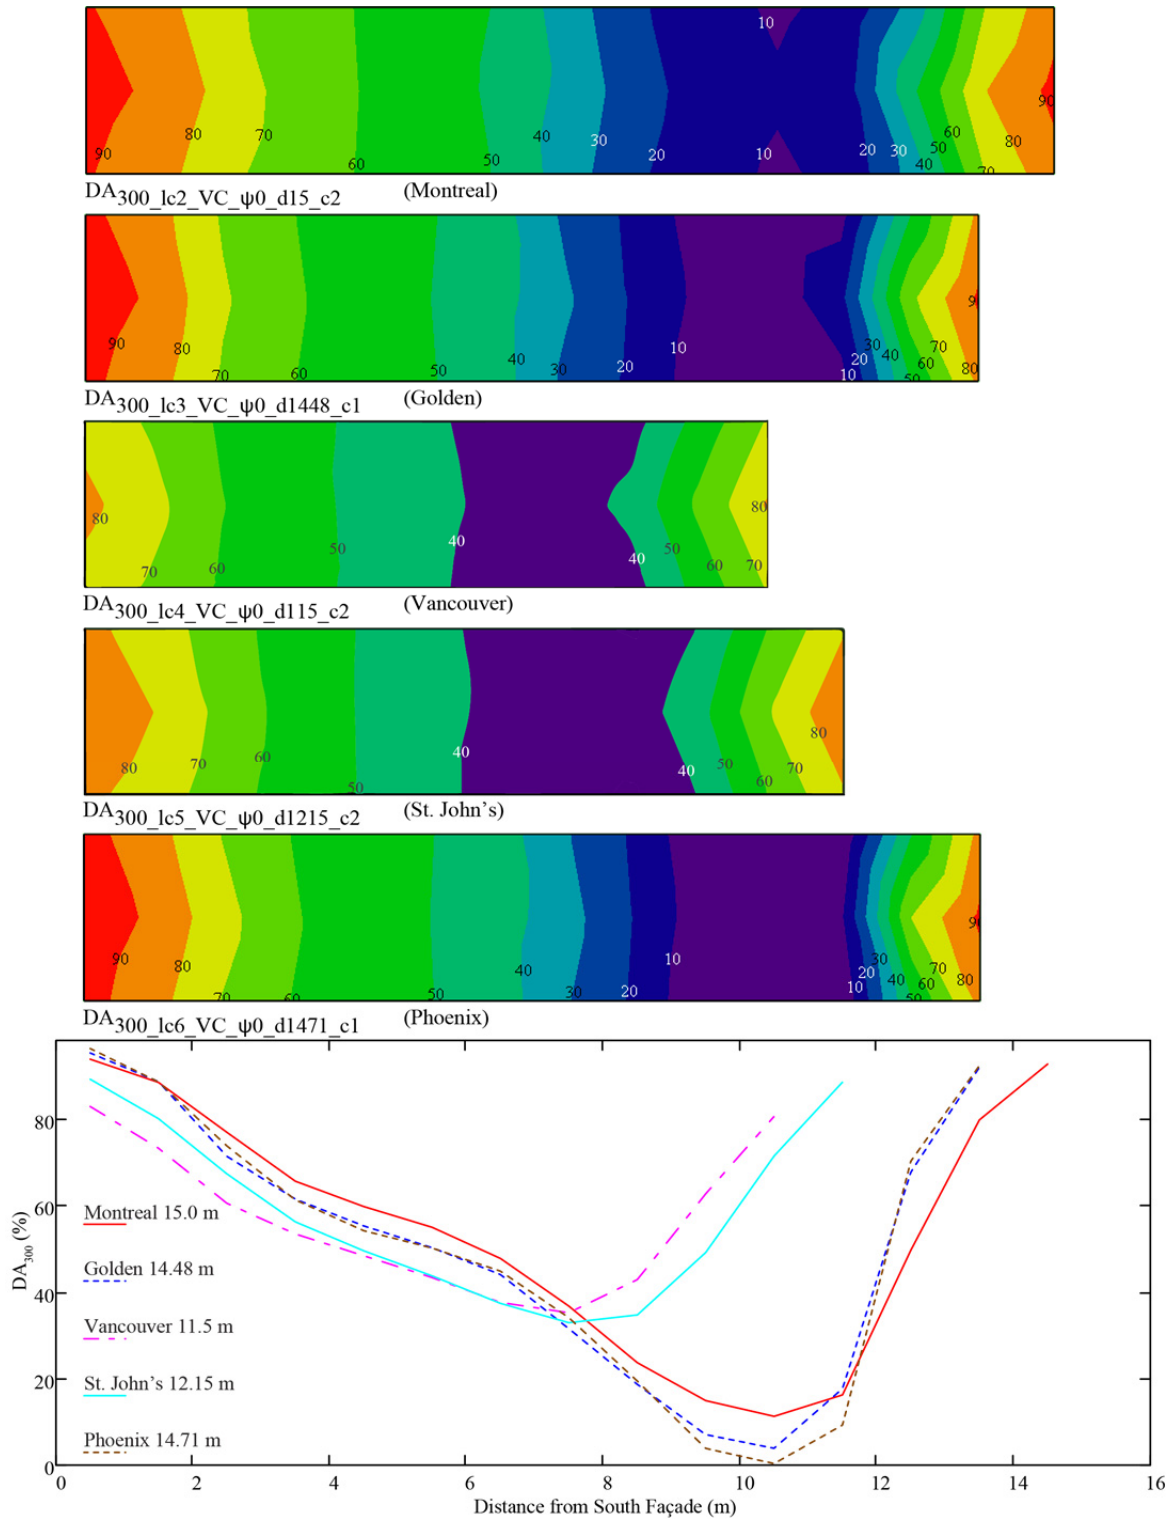 10
90 80 70 60 50 40 30 20 10 20 30 40 50 60 70 80 90
DA300_lc2_VC_ψ0_d15_c2 (Montreal)
90 80 70 60 50 40 30 20 10 10 20 30 40 50 60 70 80 9
DA300_lc3_VC_ψ0_d1448_c1 (Golden)
80 70 60 50 40 40 50 60 70 80
DA300_lc4_VC_ψ0_d115_c2 (Vancouver)
80 70 60 50 40 40 50 60 70 80
DA300_lc5_VC_ψ0_d1215_c2 (St. John's)
90 80 70 60 50 40 30 20 10 10 20 30 40 50 60 70 80 9
DA300_lc6_VC_ψ0_d1471_c1 (Phoenix)
DA300 (%)
80
60
40
20
0
Montreal 15.0 m
Golden 14.48 m
Vancouver 11.5 m
St. John's 12.15 m
Phoenix 14.71 m
0 2 4 6 8 10 12 14 16
Distance from South Façade (m)